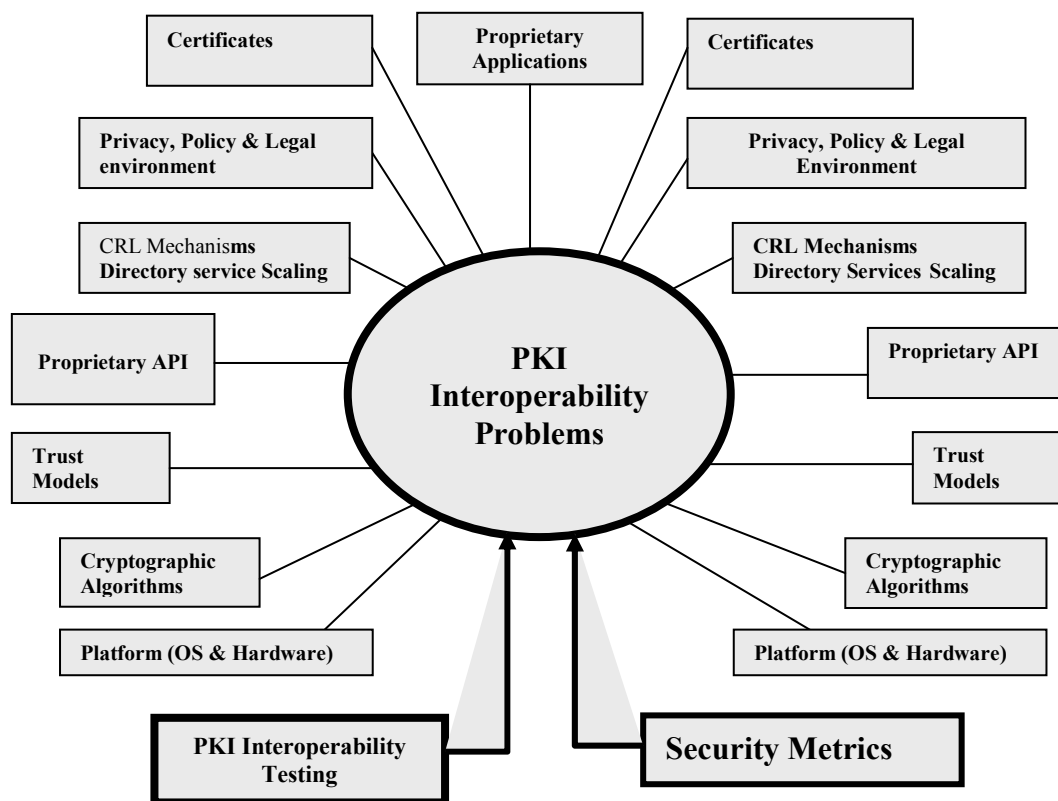 Certificates
Proprietary
Applications
Certificates
Privacy, Policy & Legal
environment
Privacy, Policy & Legal
Environment
CRL Mechanisms
Directory service Scaling
CRL Mechanisms
Directory Services Scaling
Proprietary API
PKI
Interoperability
Problems
Proprietary API
Trust
Models
Trust
Models
Cryptographic
Algorithms
Cryptographic
Algorithms
Platform (OS & Hardware)
Platform (OS & Hardware)
PKI Interoperability
Testing
Security Metrics